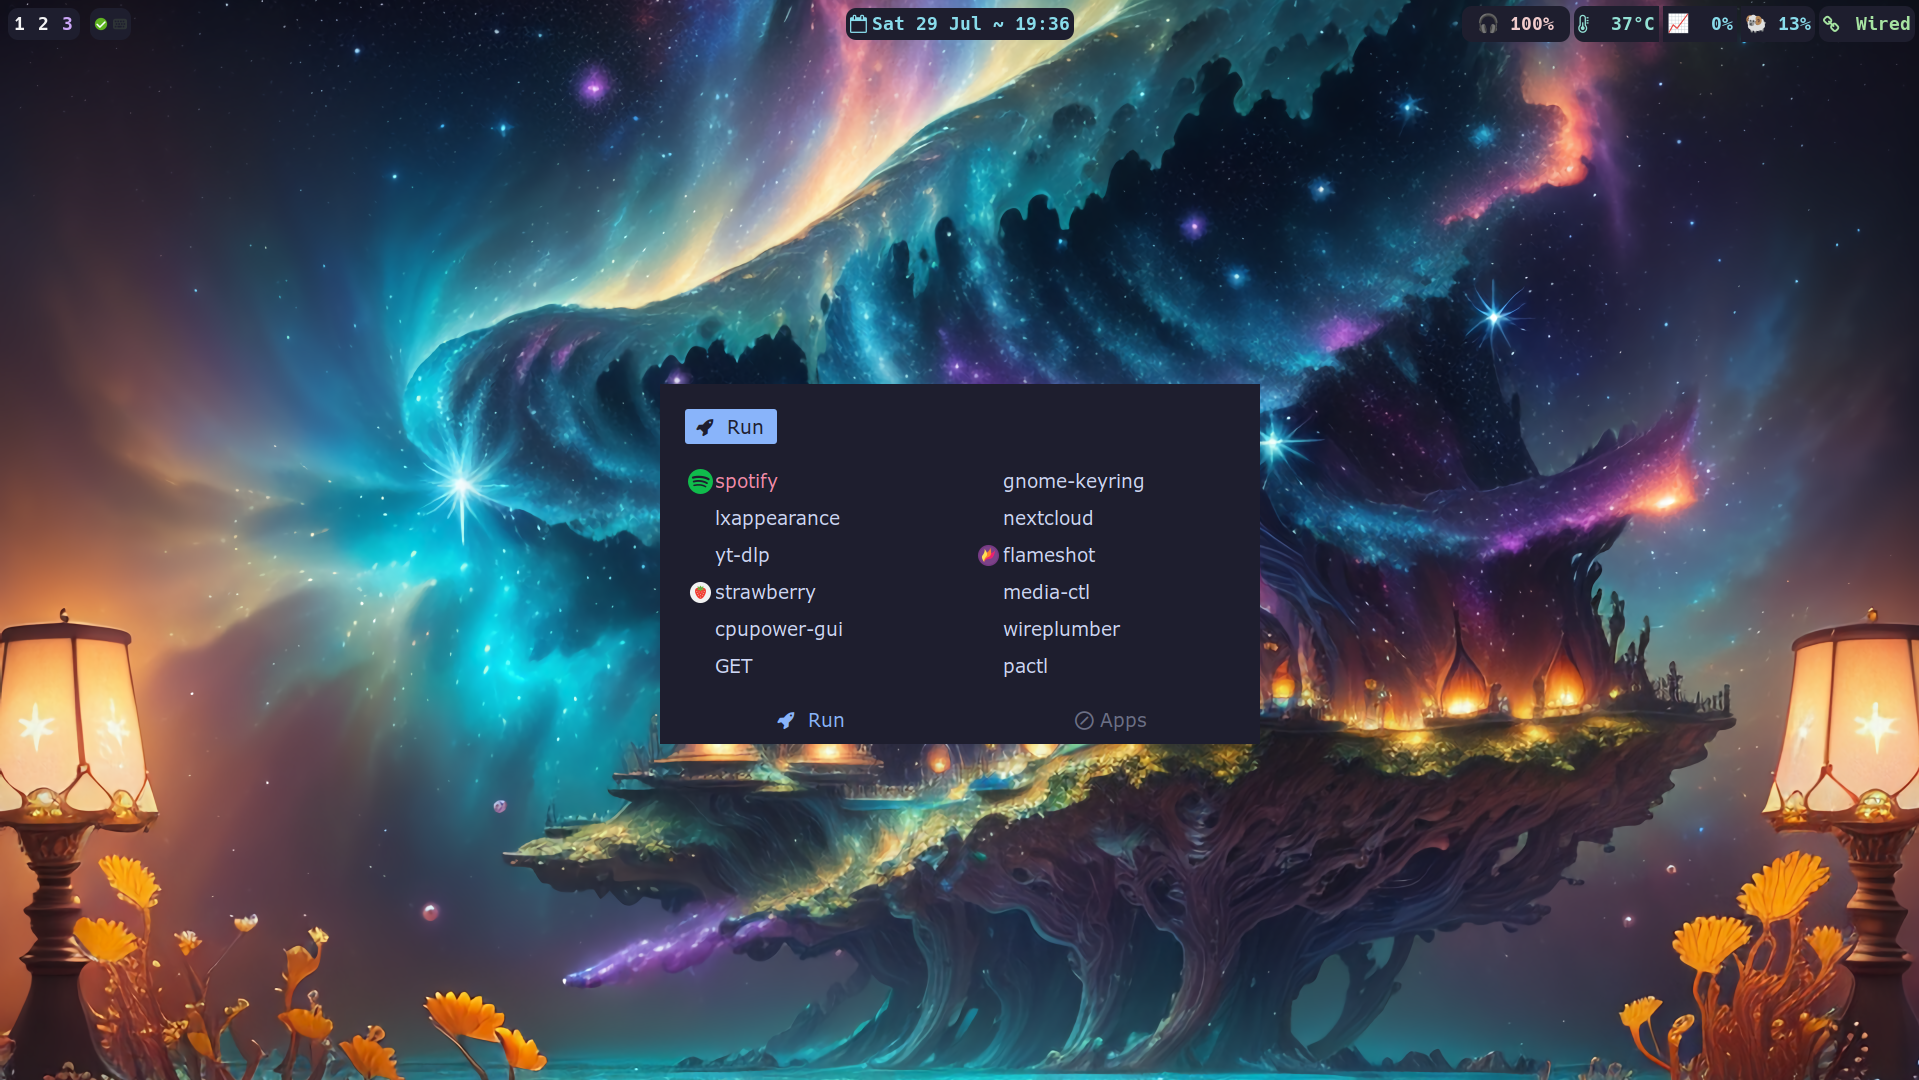 1 2 3
Sat 29 Jul ~ 19:36
100% 37°C 0% 13% Wired
Run
spotify gnome-keyring
lxappearance nextcloud
yt-dlp flameshot
strawberry media-ctl
cpupower-gui wireplumber
GET pactl
Run Apps